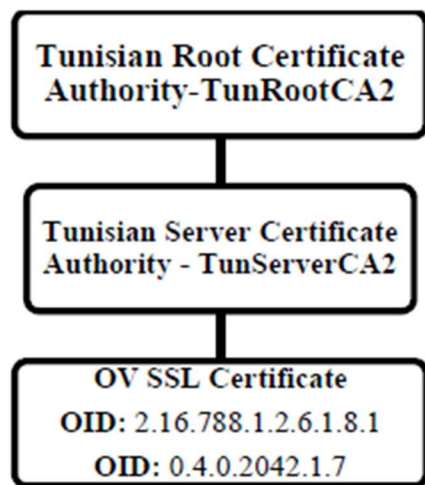 Tunisian Root Certificate
Authority-TunRootCA2
Tunisian Server Certificate
Authority - TunServerCA2
OV SSL Certificate
OID: 2.16.788.1.2.6.1.8.1
OID: 0.4.0.2042.1.7